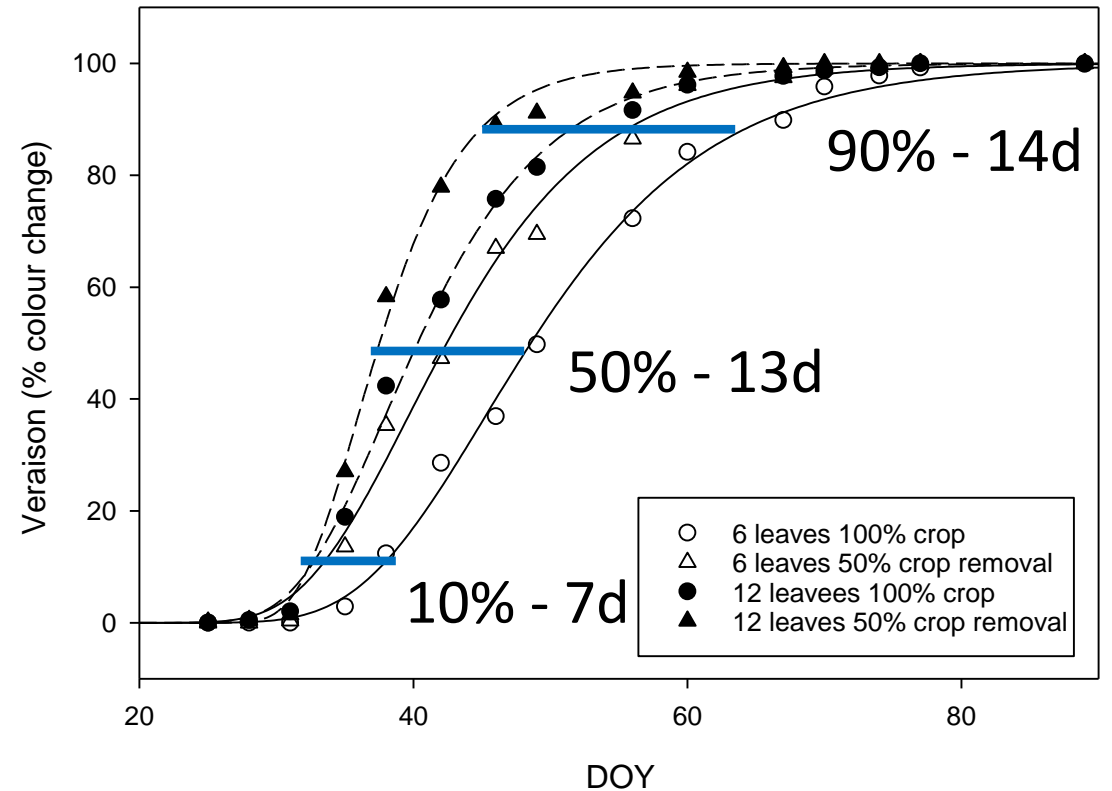 Veraison (% colour change)
100
80
60
40
20
0
90% - 14d
50% - 13d
10% - 7d
6 leaves 100% crop
6 leaves 50% crop removal
12 leavees 100% crop
12 leaves 50% crop removal
20 40 60 80
DOY